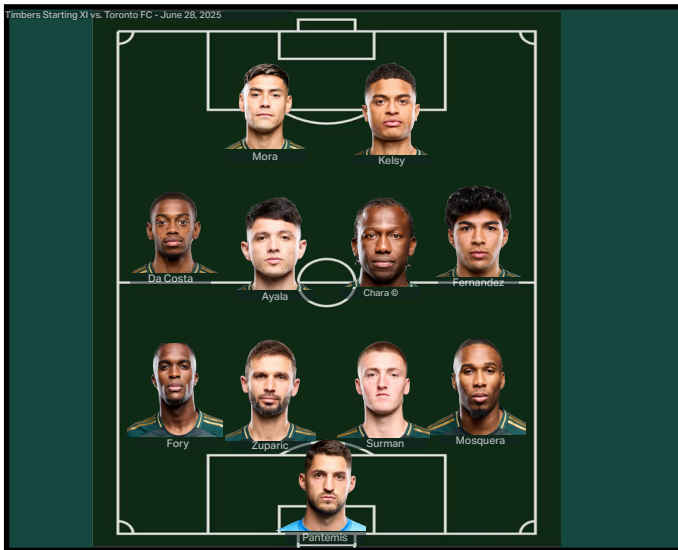 Timbers Starting XI vs. Toronto FC - June 28, 2025
Mora
Kelsy
Da Costa
Ayala
Chara ©
Fernandez
Fory
Zuparic
Surman
Mosquera
Pantemis